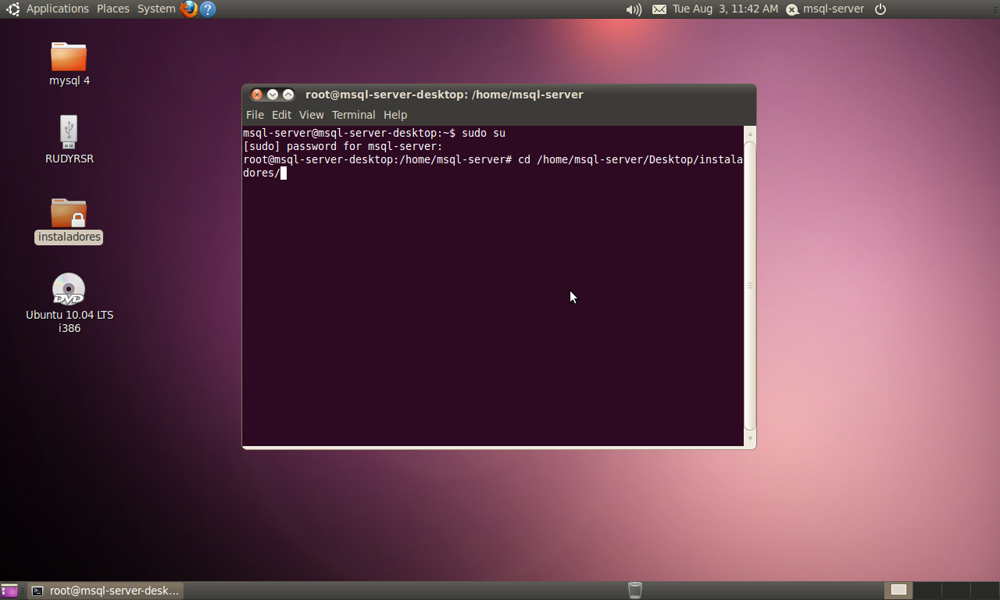 Applications Places System
Tue Aug 3, 11:42 AM msql-server
mysql 4
RUDYRSR
instaladores
DVD
Ubuntu 10.04 LTS
i386
root@msql-server-desktop: /home/msql-server
File Edit View Terminal Help
msql-server@msql-server-desktop:~$ sudo su
[sudo] password for msql-server:
root@msql-server-desktop:/home/msql-server# cd /home/msql-server/Desktop/instala
dores/
root@msql-server-desk...